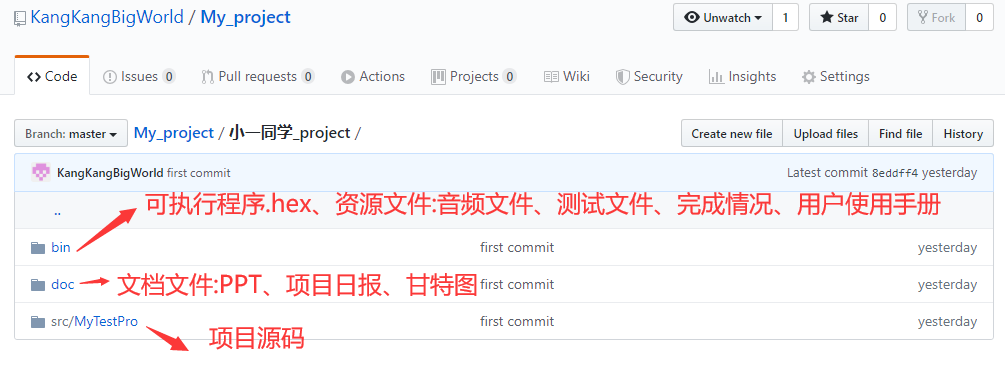 KangKangBigWorld / My_project
Unwatch 1 Star 0 Fork 0
Code Issues 0 Pull requests 0 Actions Projects 0 Wiki Security Insights Settings
Branch: master My_project / 小一同学_project / Create new file Upload files Find file History
KangKangBigWorld first commit Latest commit 8eddff4 yesterday
.. 可执行程序.hex、资源文件:音频文件、测试文件、完成情况、用户使用手册
bin first commit yesterday
doc 文档文件:PPT、项目日报、甘特图 first commit yesterday
src/MyTestPro first commit yesterday
项目源码